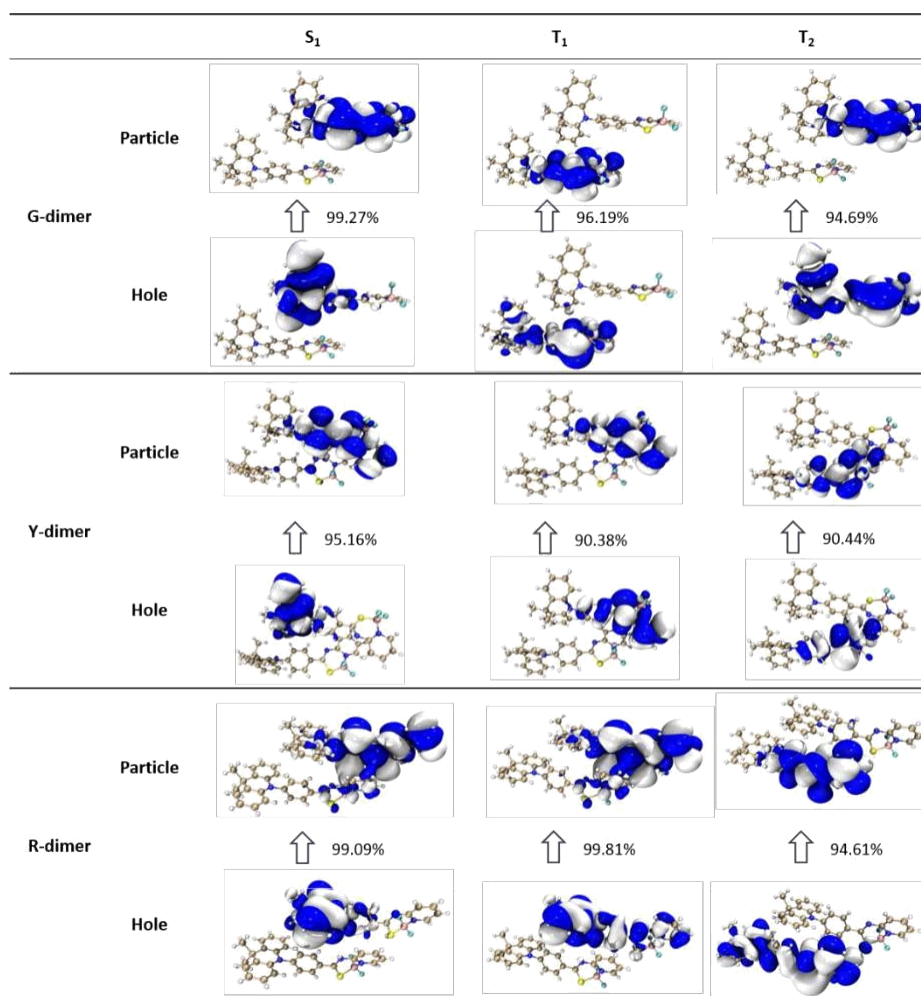 S₁ T₁ T₂
Particle
G-dimer 99.27% 96.19% 94.69%
Hole
Particle
Y-dimer 95.16% 90.38% 90.44%
Hole
Particle
R-dimer 99.09% 99.81% 94.61%
Hole